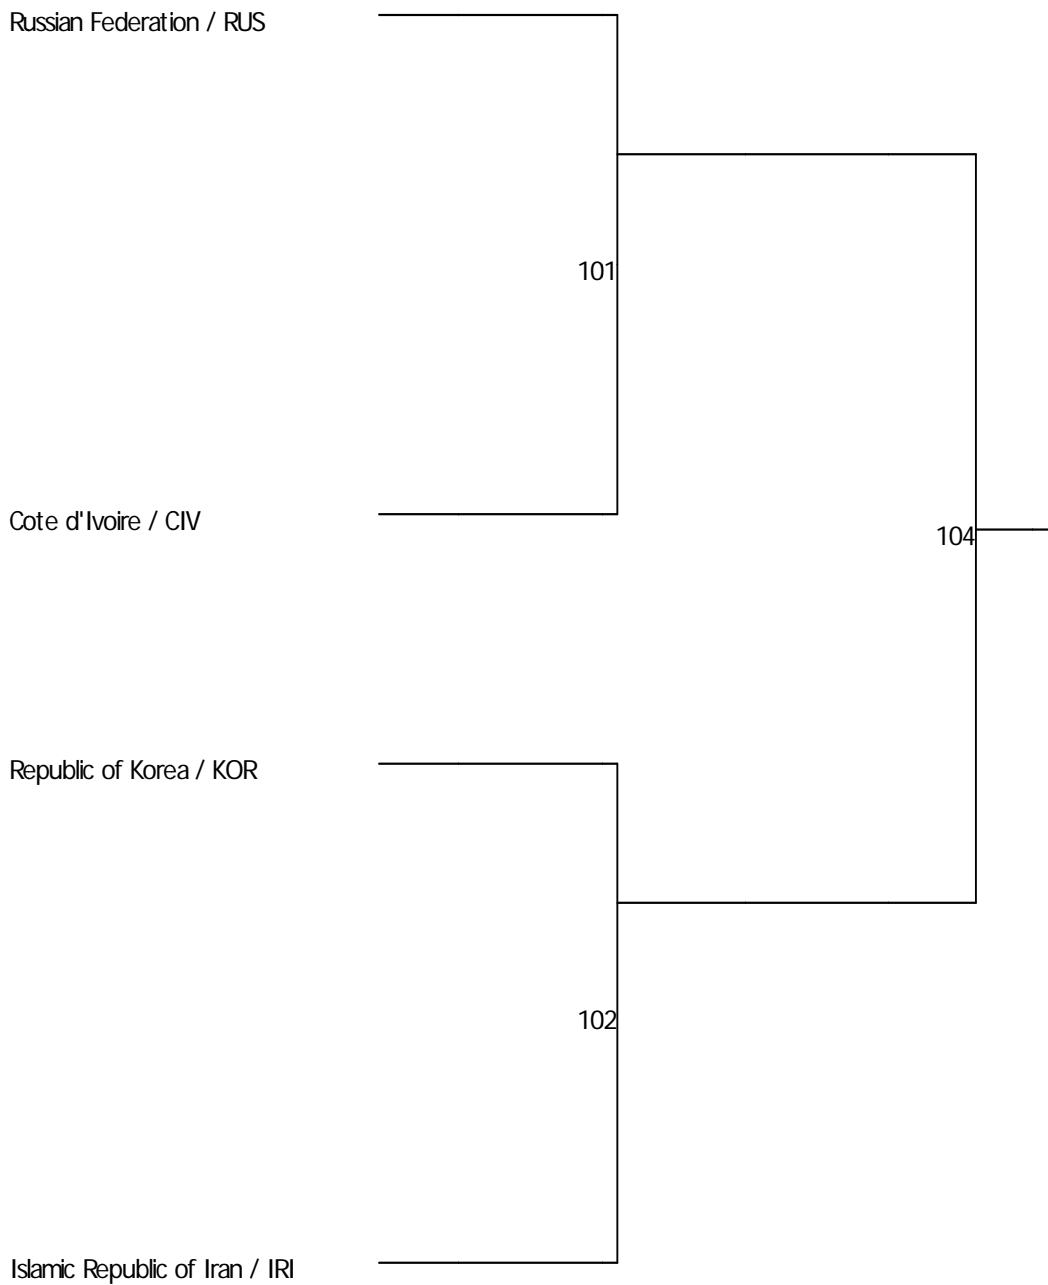 Russian Federation / RUS
101
Cote d'Ivoire / CIV
104
Republic of Korea / KOR
102
Islamic Republic of Iran / IRI